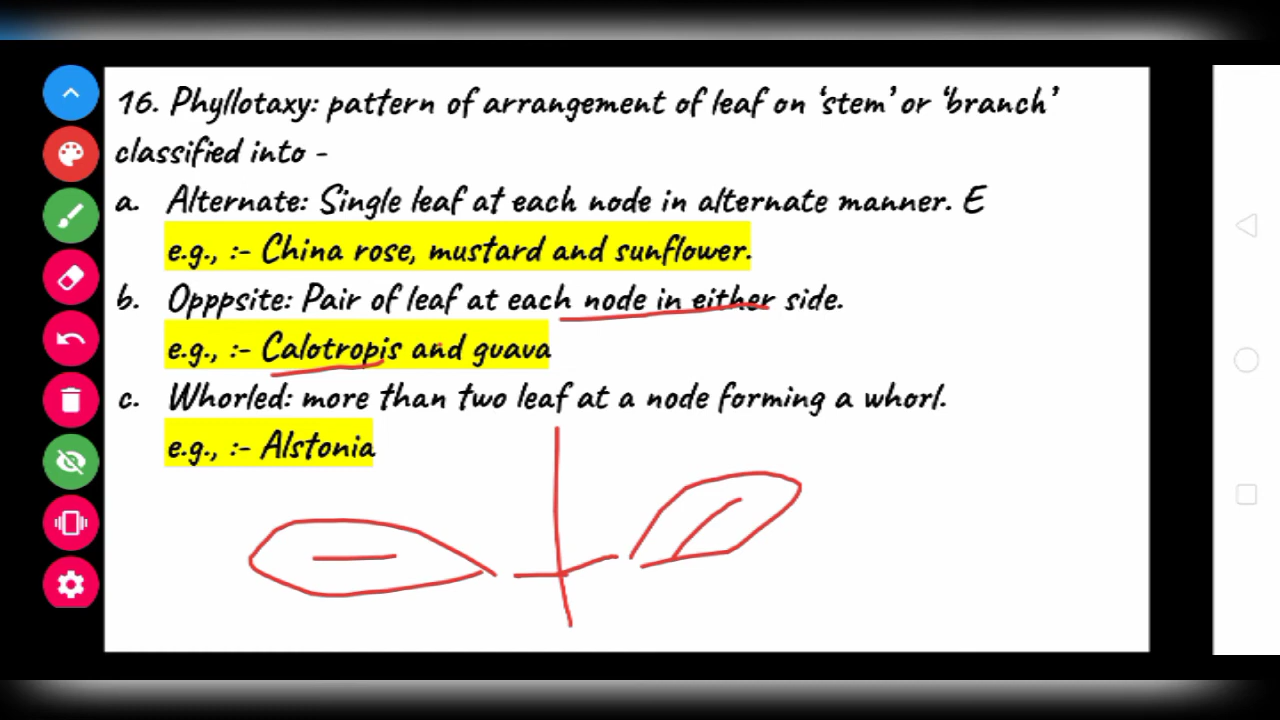 16. Phyllotaxy: pattern of arrangement of leaf on 'stem' or 'branch'
classified into -
a. Alternate: Single leaf at each node in alternate manner. E
e.g., :- China rose, mustard and sunflower.
b. Opppsite: Pair of leaf at each node in either side.
e.g., :- Calotropis and guava
c. Whorled: more than two leaf at a node forming a whorl.
e.g., :- Alstonia